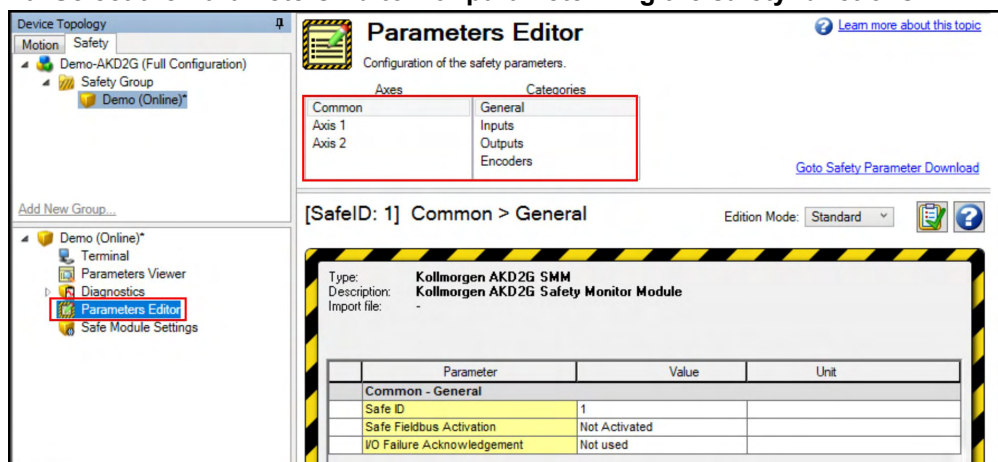 Device Topology
Motion Safety
Demo-AKD2G (Full Configuration)
Safety Group
Demo (Online)*
Add New Group...
Demo (Online)*
Terminal
Parameters Viewer
Diagnostics
Parameters Editor
Safe Module Settings
Parameters Editor
Learn more about this topic
Configuration of the safety parameters.
Axes Categories
Common General
Axis 1 Inputs
Axis 2 Outputs
Encoders
Goto Safety Parameter Download
[SafeID: 1] Common > General
Edition Mode: Standard
Type: Kollmorgen AKD2G SMM
Description: Kollmorgen AKD2G Safety Monitor Module
Import file: -
Parameter Value Unit
Common - General
Safe ID 1
Safe Fieldbus Activation Not Activated
I/O Failure Acknowledgement Not used